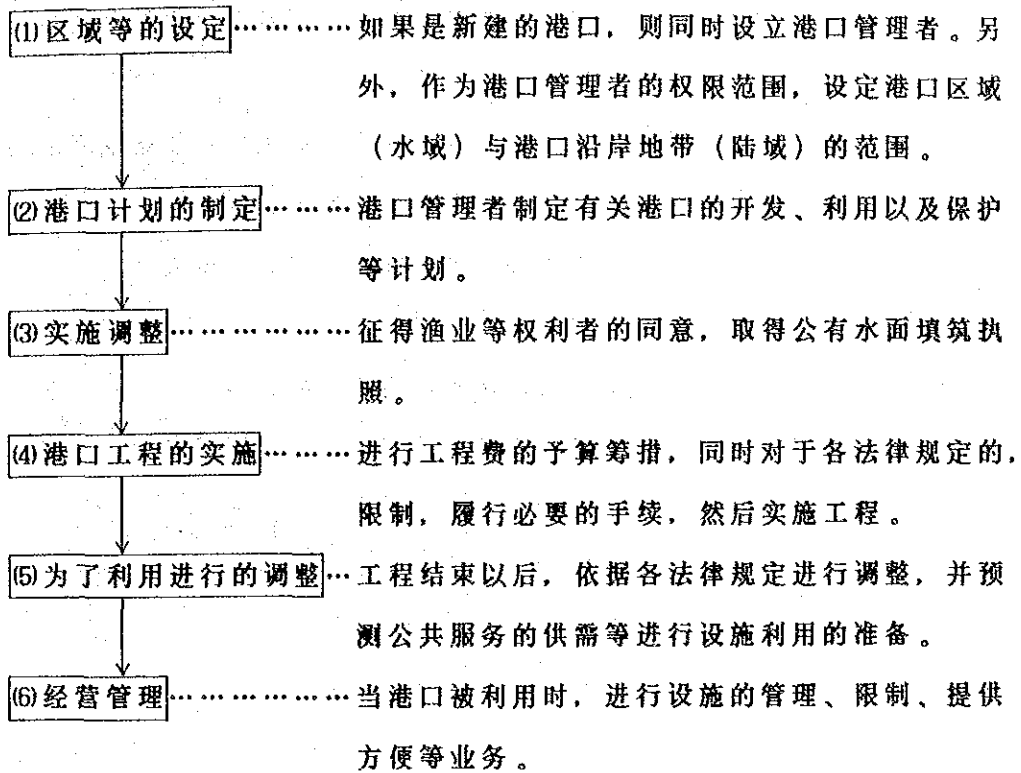 (1)区域等的设定…………如果是新建的港口，则同时设立港口管理者。另
外，作为港口管理者的权限范围，设定港口区域
（水域）与港口沿岸地带（陆域）的范围。
(2)港口计划的制定………港口管理者制定有关港口的开发、利用以及保护
等计划。
(3)实施调整……………征得渔业等权利者的同意，取得公有水面填筑执
照。
(4)港口工程的实施………进行工程费的予算筹措，同时对于各法律规定的，
限制，履行必要的手续，然后实施工程。
(5)为了利用进行的调整…工程结束以后，依据各法律规定进行调整，并预
测公共服务的供需等进行设施利用的准备。
(6)经营管理……………当港口被利用时，进行设施的管理、限制、提供
方便等业务。